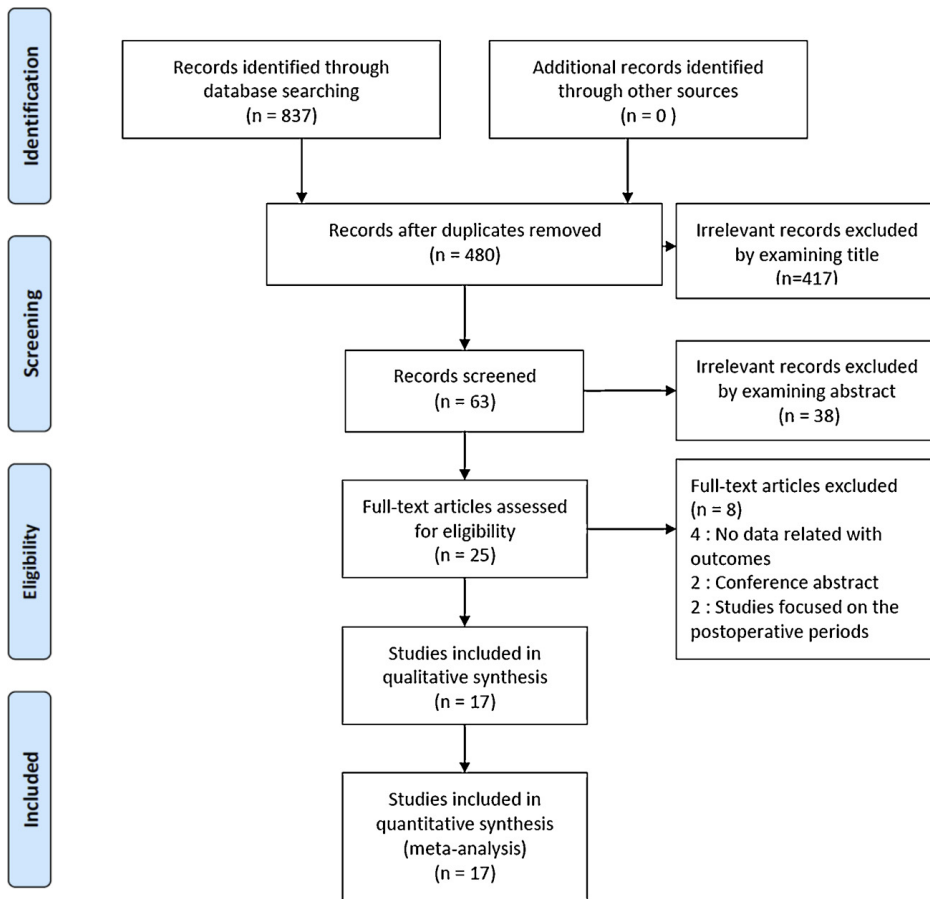 Identification
Records identified through
database searching
(n = 837)
Additional records identified
through other sources
(n = 0 )
Records after duplicates removed
(n = 480)
Irrelevant records excluded
by examining title
(n=417)
Screening
Records screened
(n = 63)
Irrelevant records excluded
by examining abstract
(n = 38)
Eligibility
Full-text articles assessed
for eligibility
(n = 25)
Full-text articles excluded
(n = 8)
4 : No data related with
outcomes
2 : Conference abstract
2 : Studies focused on the
postoperative periods
Studies included in
qualitative synthesis
(n = 17)
Included
Studies included in
quantitative synthesis
(meta-analysis)
(n = 17)